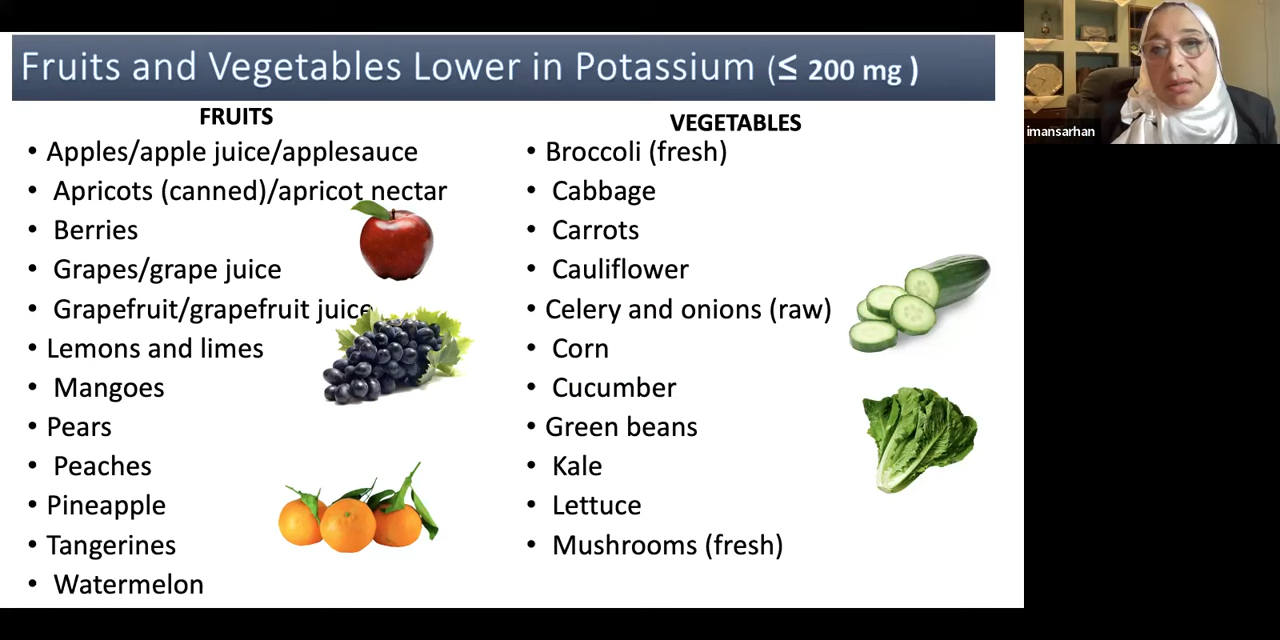 Fruits and Vegetables Lower in Potassium (≤ 200 mg )
FRUITS
• Apples/apple juice/applesauce
• Apricots (canned)/apricot nectar
• Berries
• Grapes/grape juice
• Grapefruit/grapefruit juice
• Lemons and limes
• Mangoes
• Pears
• Peaches
• Pineapple
• Tangerines
• Watermelon
VEGETABLES
• Broccoli (fresh)
• Cabbage
• Carrots
• Cauliflower
• Celery and onions (raw)
• Corn
• Cucumber
• Green beans
• Kale
• Lettuce
• Mushrooms (fresh)
imansarhan